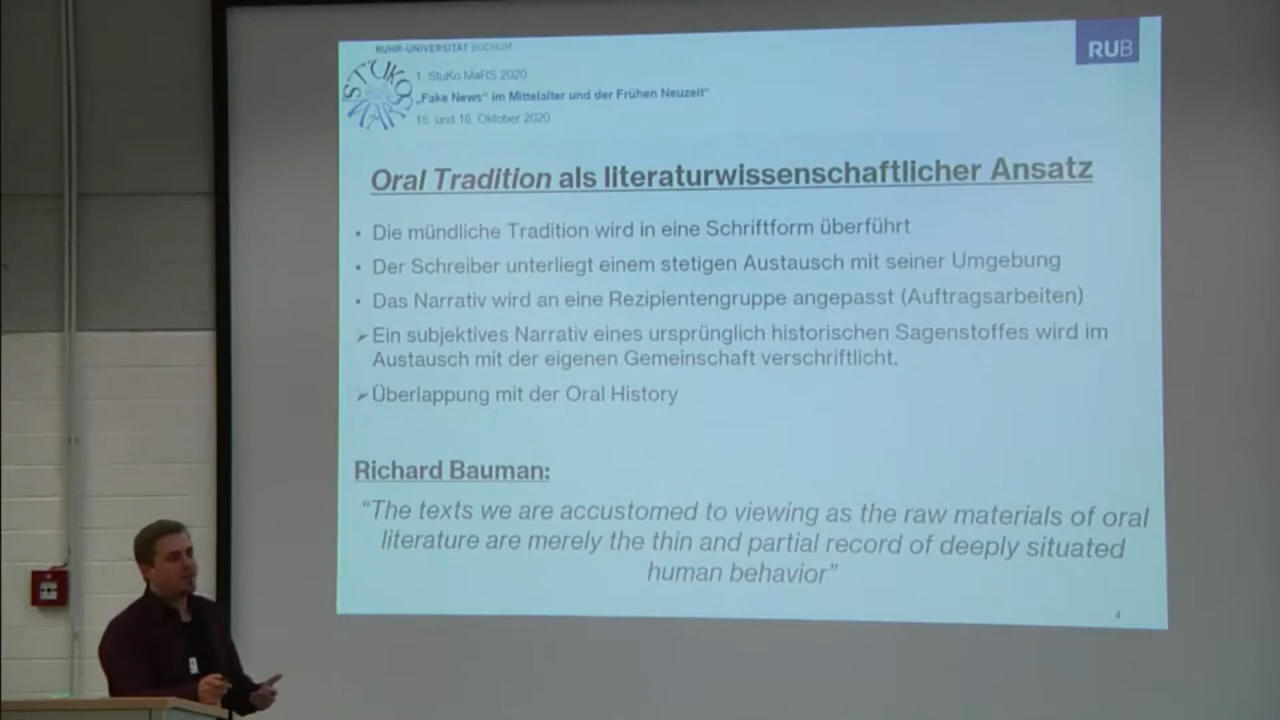 RUHR-UNIVERSITÄT BOCHUM
RUB
STUKO MARS
1. StuKo MaRS 2020
„Fake News“ im Mittelalter und der Frühen Neuzeit“
15. und 16. Oktober 2020
Oral Tradition als literaturwissenschaftlicher Ansatz
• Die mündliche Tradition wird in eine Schriftform überführt
• Der Schreiber unterliegt einem stetigen Austausch mit seiner Umgebung
• Das Narrativ wird an eine Rezipientengruppe angepasst (Auftragsarbeiten)
➢ Ein subjektives Narrativ eines ursprünglich historischen Sagenstoffes wird im
Austausch mit der eigenen Gemeinschaft verschriftlicht.
➢ Überlappung mit der Oral History
Richard Bauman:
“The texts we are accustomed to viewing as the raw materials of oral
literature are merely the thin and partial record of deeply situated
human behavior”
4